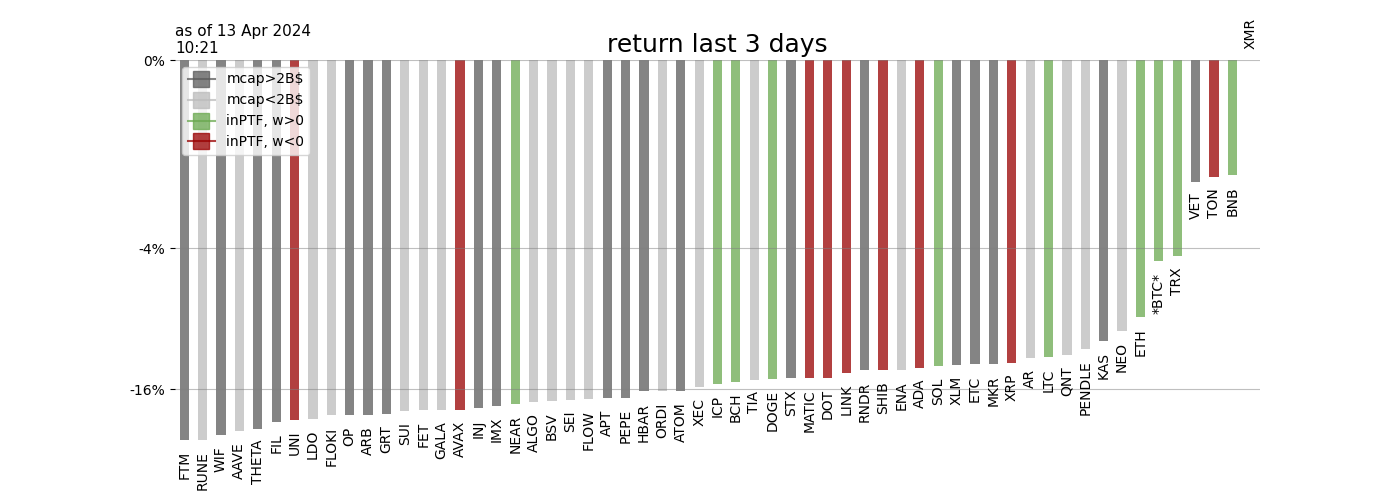 as of 13 Apr 2024
10:21
return last 3 days
XMR
0%
-4%
-16%
mcap>2B$
mcap<2B$
inPTF, w>0
inPTF, w<0
FTM
RUNE
WIF
AAVE
THETA
FIL
UNI
LDO
FLOKI
OP
ARB
GRT
SUI
FET
GALA
AVAX
INJ
IMX
NEAR
ALGO
BSV
SEI
FLOW
APT
PEPE
HBAR
ORDI
ATOM
XEC
ICP
BCH
TIA
DOGE
STX
MATIC
DOT
LINK
RNDR
SHIB
ENA
ADA
SOL
XLM
ETC
MKR
XRP
AR
LTC
QNT
PENDLE
KAS
NEO
ETH
*BTC*
TRX
VET
TON
BNB